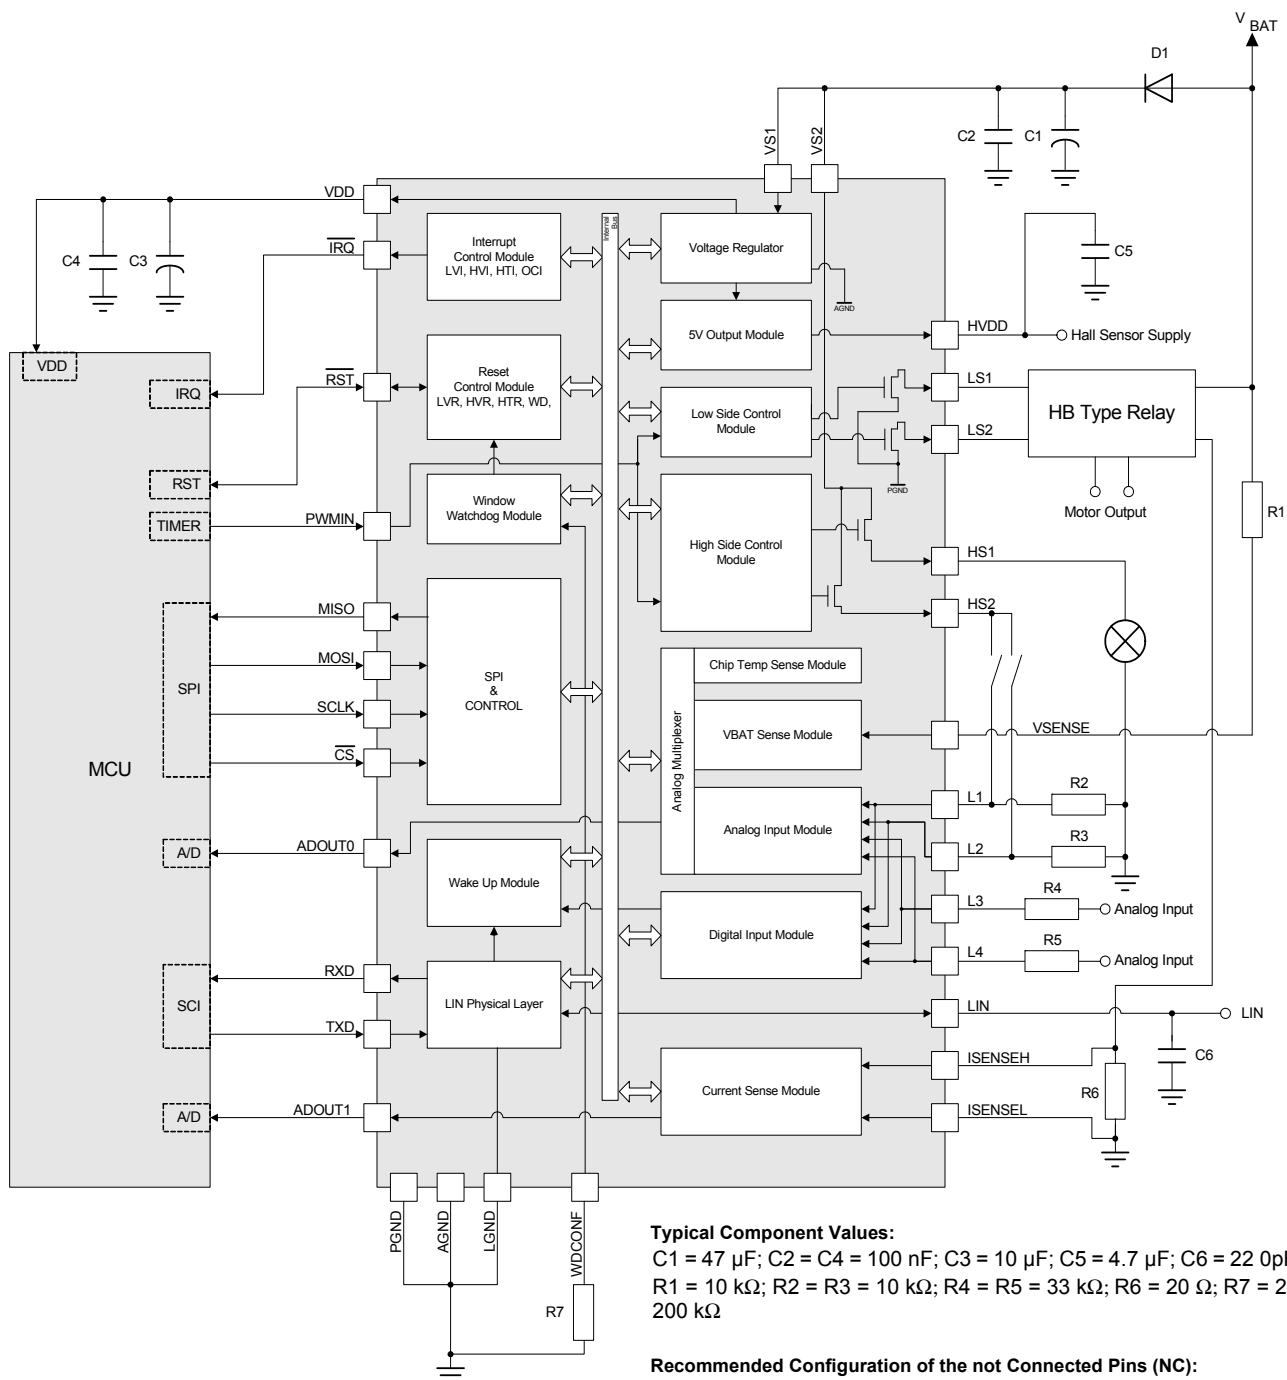 V BAT
D1
C2
C1
VS1
VS2
VDD
C4
C3
IRQ
Interrupt
Control Module
LVI, HVI, HTI, OCI
Internal
Bus
Voltage Regulator
AGND
C5
5V Output Module
HVDD
Hall Sensor Supply
VDD
IRQ
RST
Reset
Control Module
LVR, HVR, HTR, WD,
Low Side Control
Module
LS1
LS2
HB Type Relay
PGND
Motor Output
R1
RST
TIMER
PWMIN
Window
Watchdog Module
High Side Control
Module
HS1
HS2
MISO
MOSI
SCLK
CS
SPI
SPI
&
CONTROL
MCU
Analog Multiplexer
Chip Temp Sense Module
VBAT Sense Module
VSENSE
Analog Input Module
L1
R2
L2
R3
A/D
ADOUT0
Wake Up Module
Digital Input Module
L3
R4
Analog Input
L4
R5
Analog Input
SCI
RXD
TXD
LIN Physical Layer
LIN
LIN
C6
Current Sense Module
ISENSEH
R6
ISENSEL
A/D
ADOUT1
PGND
AGND
LGND
WDCONF
R7
Typical Component Values:
C1 = 47 µF; C2 = C4 = 100 nF; C3 = 10 µF; C5 = 4.7 µF; C6 = 22 0p
R1 = 10 kΩ; R2 = R3 = 10 kΩ; R4 = R5 = 33 kΩ; R6 = 20 Ω; R7 = 2
200 kΩ
Recommended Configuration of the not Connected Pins (NC):